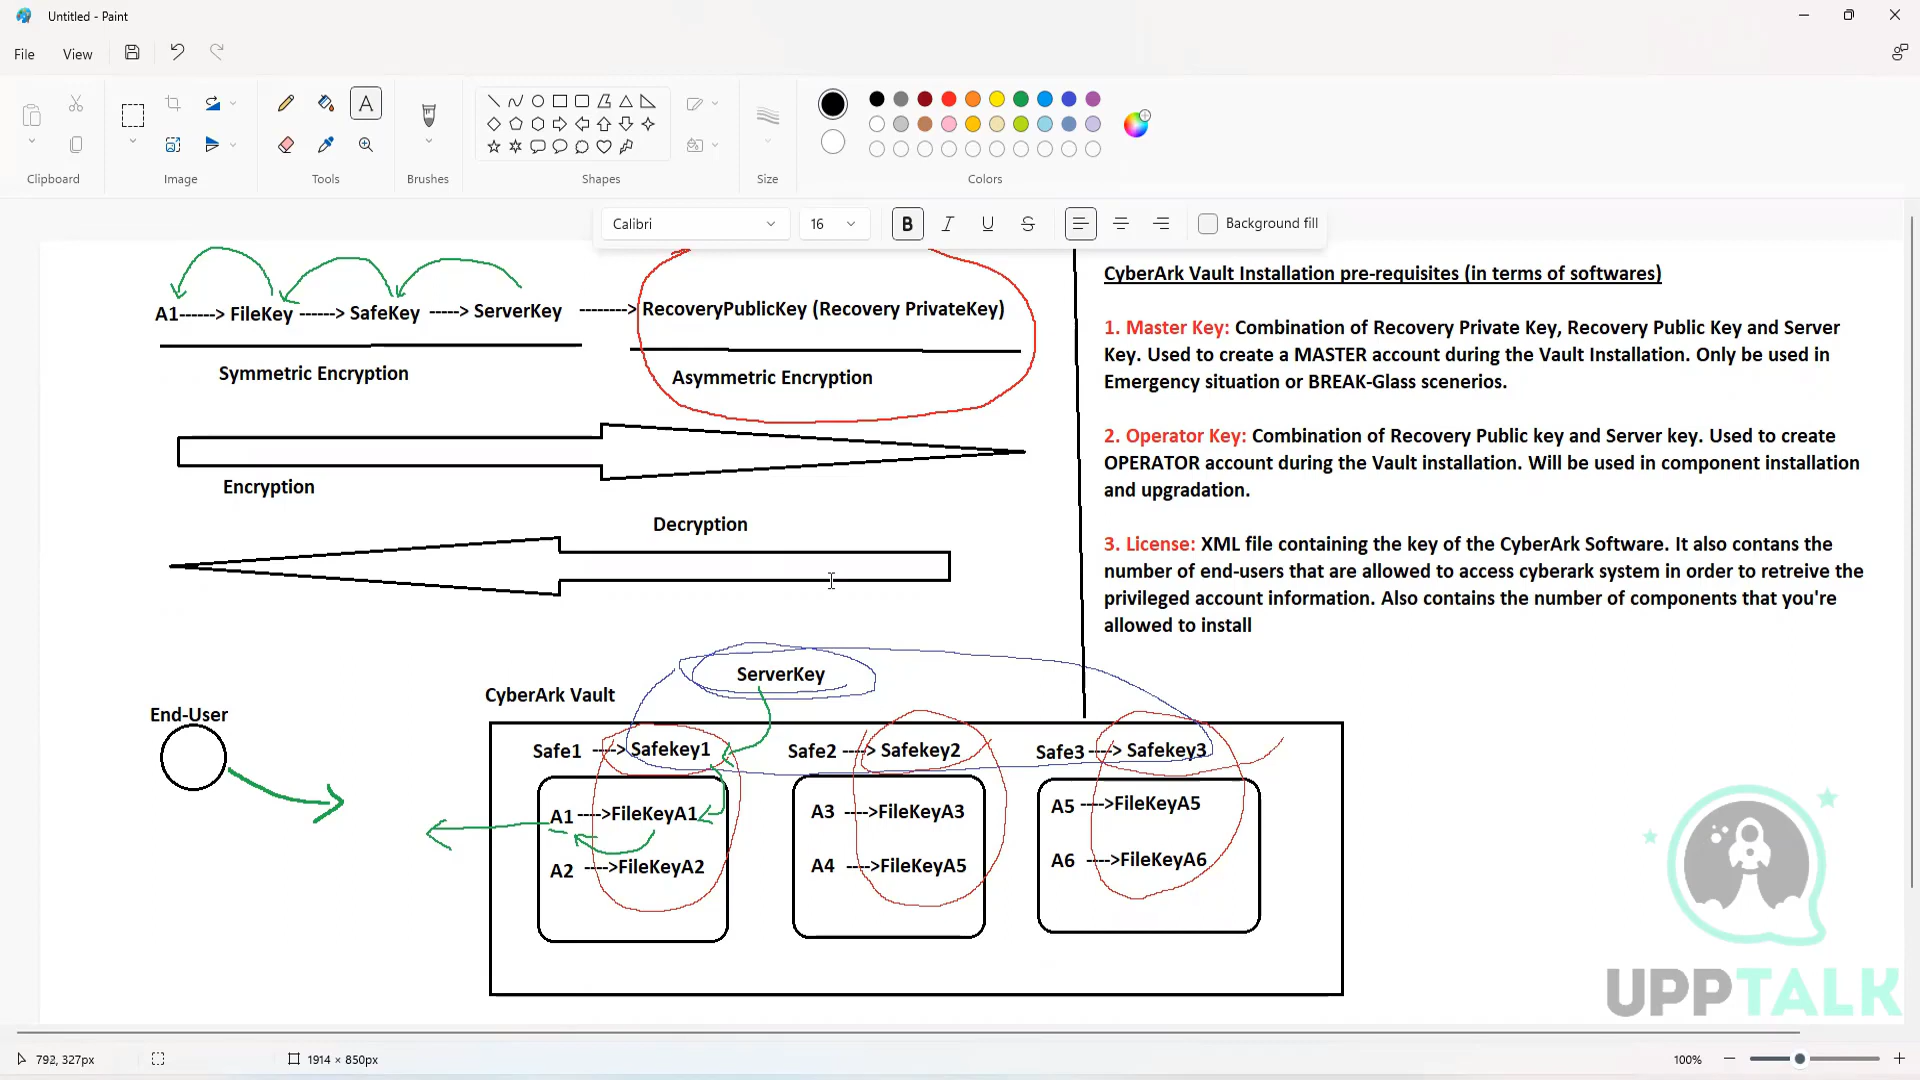 Untitled - Paint
File
View
Calibri
16
B
I
U
S
Background fill
Clipboard
Image
Tools
Brushes
Shapes
Size
Colors
A1------> FileKey ------> SafeKey -----> ServerKey --------> RecoveryPublicKey (Recovery PrivateKey)
Symmetric Encryption
Asymmetric Encryption
Encryption
Decryption
CyberArk Vault Installation pre-requisites (in terms of softwares)
1. Master Key: Combination of Recovery Private Key, Recovery Public Key and Server
Key. Used to create a MASTER account during the Vault Installation. Only be used in
Emergency situation or BREAK-Glass scenerios.
2. Operator Key: Combination of Recovery Public key and Server key. Used to create
OPERATOR account during the Vault installation. Will be used in component installation
and upgradation.
3. License: XML file containing the key of the CyberArk Software. It also contans the
number of end-users that are allowed to access cyberark system in order to retreive the
privileged account information. Also contains the number of components that you're
allowed to install
ServerKey
CyberArk Vault
End-User
Safe1 ----> Safekey1
A1 ---->FileKeyA1
A2 ---->FileKeyA2
Safe2 ----> Safekey2
A3 ---->FileKeyA3
A4 ---->FileKeyA5
Safe3 ----> Safekey3
A5 ---->FileKeyA5
A6 ---->FileKeyA6
UPPTALK
792, 327px
1914 × 850px
100%